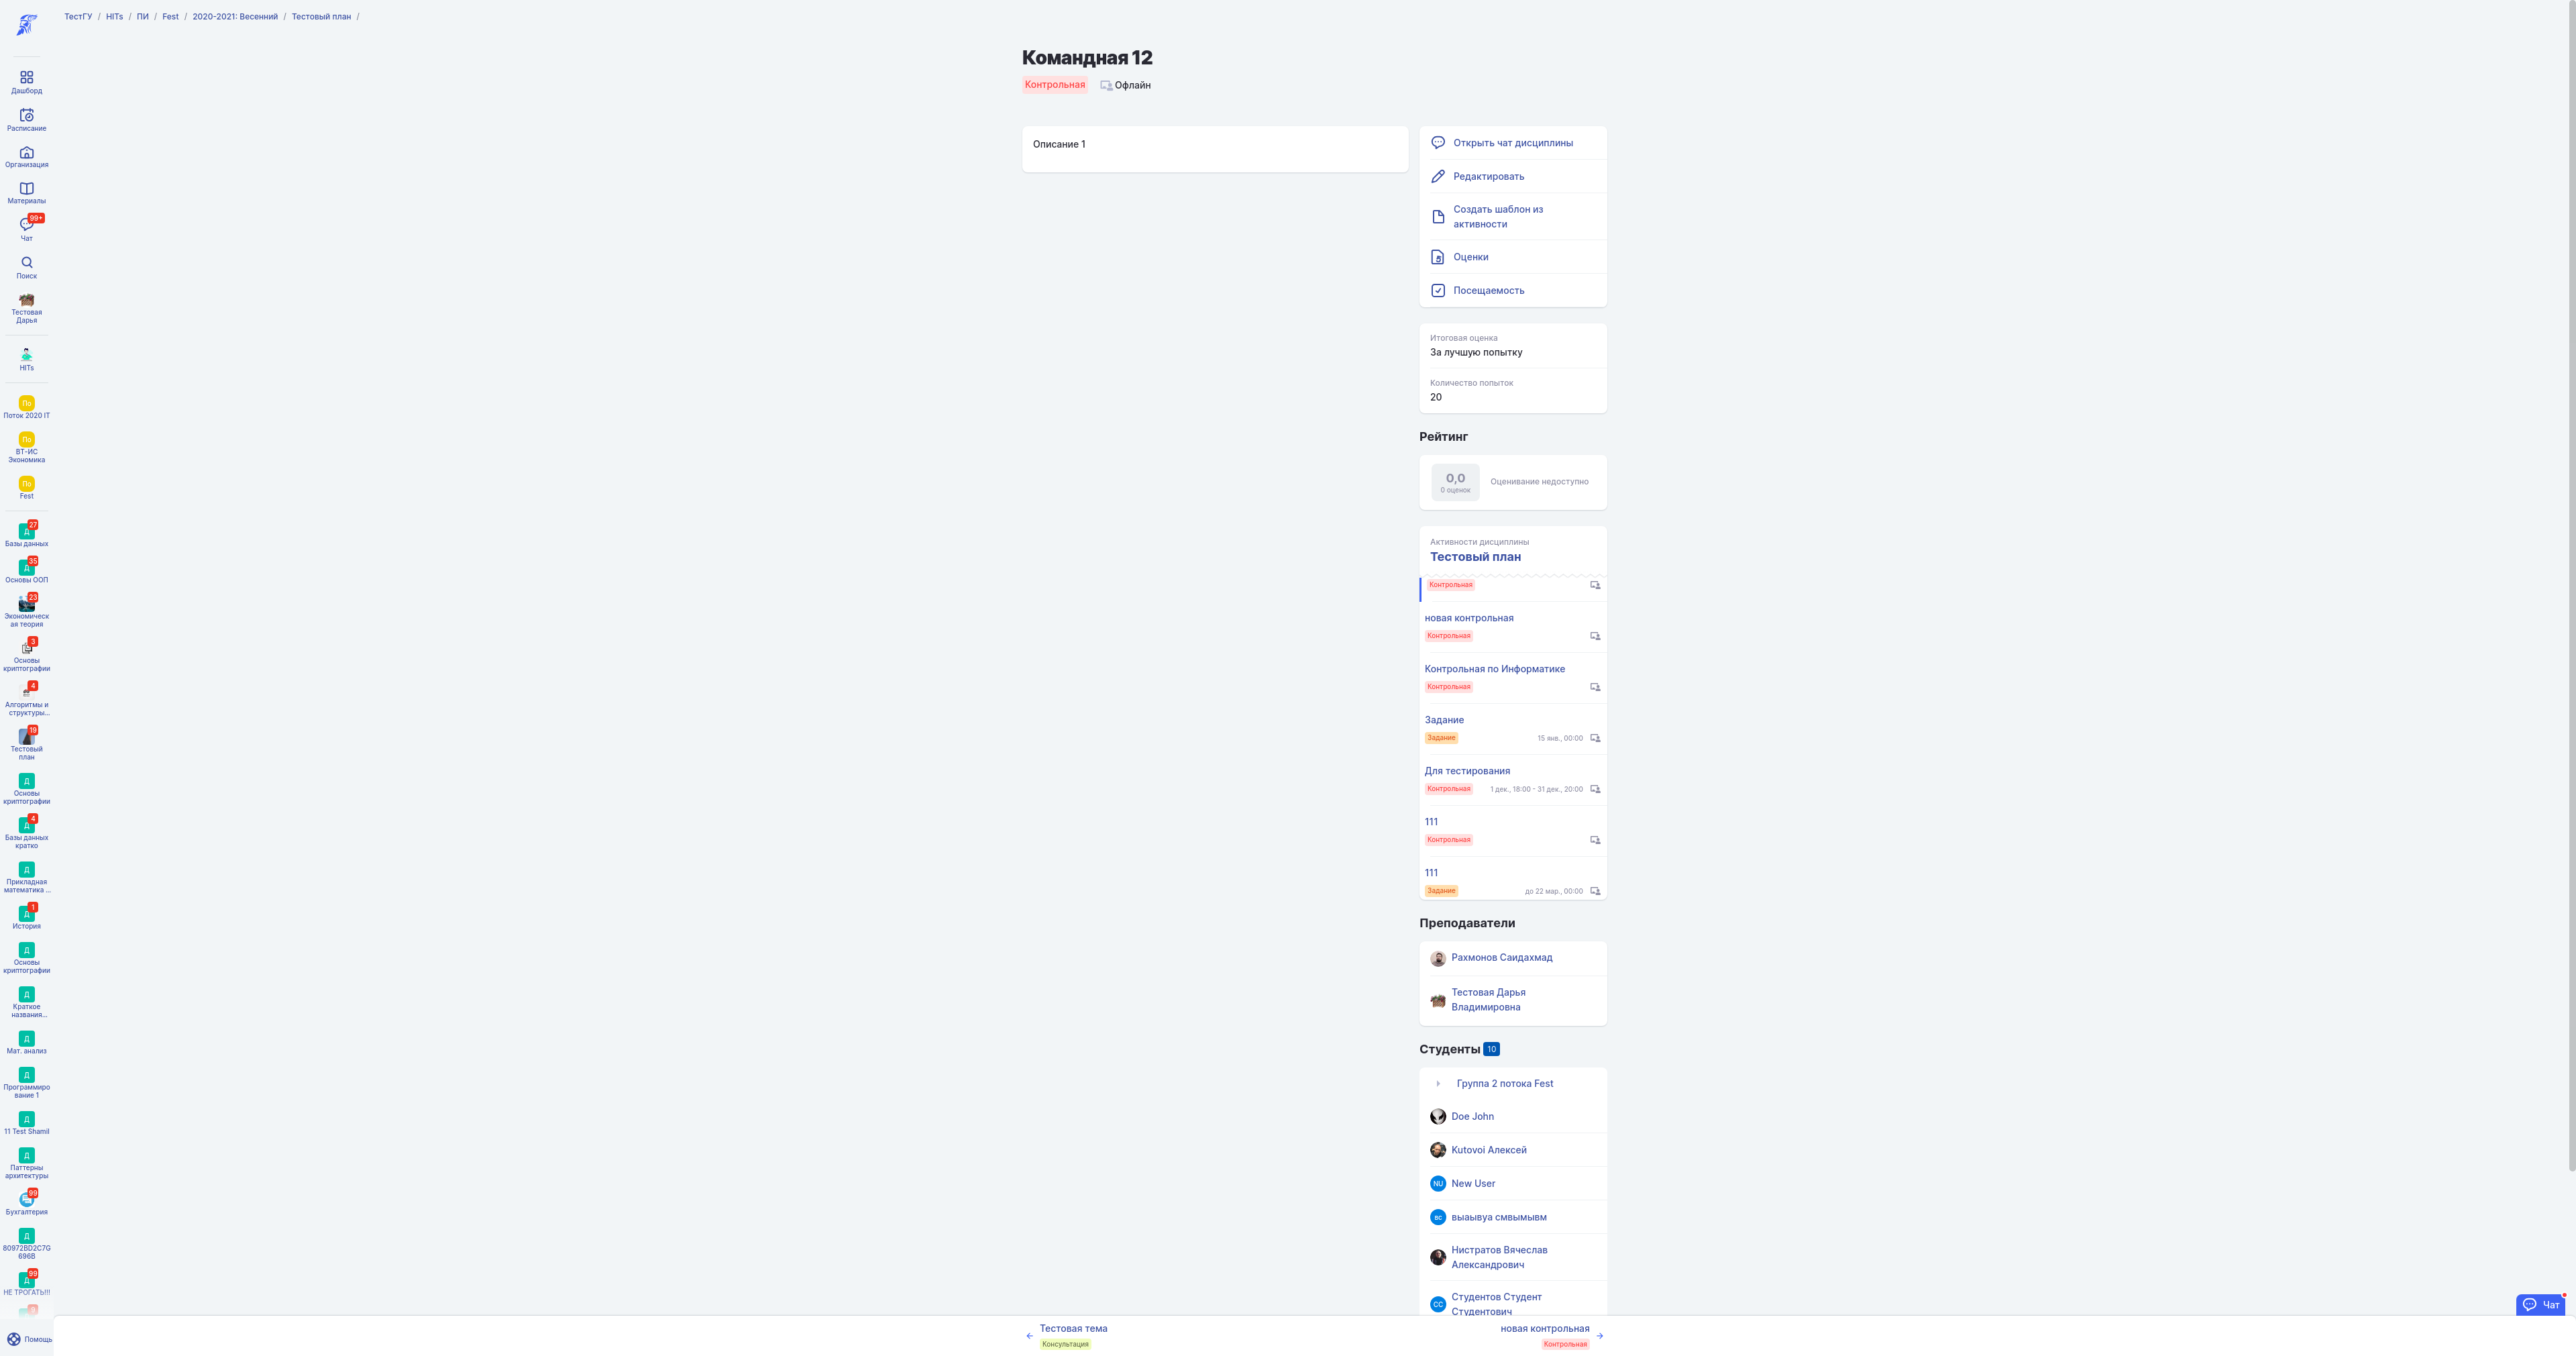 ТестГУ / HITs / ПИ / Fest / 2020-2021: Весенний / Тестовый план /
Дашборд
Расписание
Организация
Материалы
99+
Чат
Поиск
Тестовая
Дарья
HITs
По
Поток 2020 IT
По
ВТ-ИС
Экономика
По
Fest
27
Д
Базы данных
35
Д
Основы ООП
23
Экономическ
ая теория
3
Основы
криптографии
4
Алгоритмы и
структуры...
19
Тестовый
план
Д
Основы
криптографии
4
Д
Базы данных
кратко
Д
Прикладная
математика ...
1
Д
История
Д
Основы
криптографии
Д
Краткое
названия...
Д
Мат. анализ
Д
Программиро
вание 1
Д
11 Test Shamil
Д
Паттерны
архитектуры
99
Бухгалтерия
Д
80972BD2C7G
696B
99
Д
НЕ ТРОГАТЬ!!!
Помощь
Командная 12
Контрольная
Офлайн
Описание 1
Открыть чат дисциплины
Редактировать
Создать шаблон из
активности
Оценки
Посещаемость
Итоговая оценка
За лучшую попытку
Количество попыток
20
Рейтинг
0,0
0 оценок
Оценивание недоступно
Активности дисциплины
Тестовый план
Контрольная
новая контрольная
Контрольная
Контрольная по Информатике
Контрольная
Задание
Задание 15 янв., 00:00
Для тестирования
Контрольная 1 дек., 18:00 - 31 дек., 20:00
111
Контрольная
111
Задание до 22 мар., 00:00
Преподаватели
Рахмонов Саидахмад
Тестовая Дарья
Владимировна
Студенты 10
Группа 2 потока Fest
Doe John
Kutovoi Алексей
NU New User
ВС выаывуа смвымывм
Нистратов Вячеслав
Александрович
СС Студентов Студент
Студентович
Тестовая тема
Консультация
новая контрольная
Контрольная
Чат